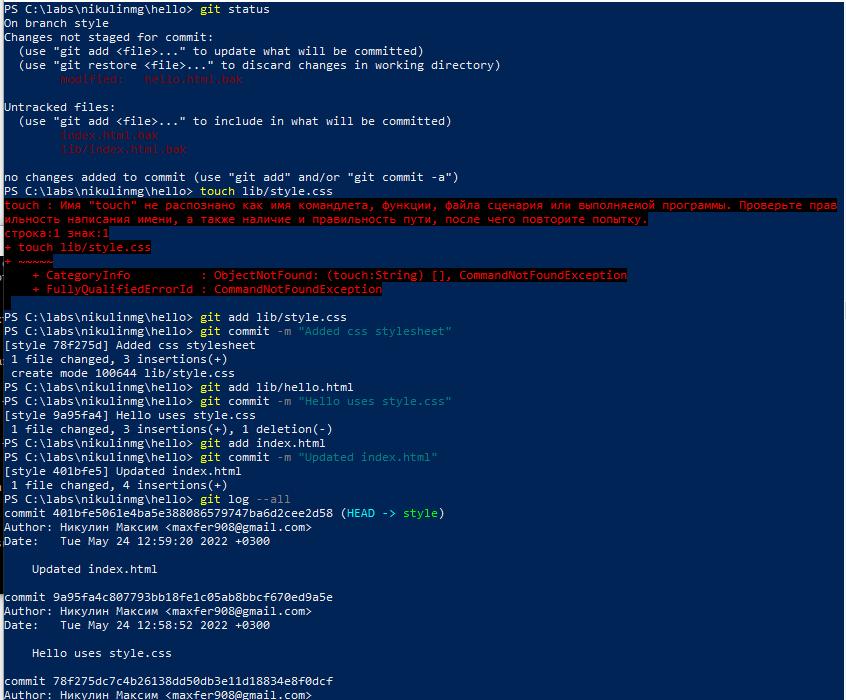 PS C:\labs\nikulinmg\hello> git status
On branch style
Changes not staged for commit:
  (use "git add <file>..." to update what will be committed)
  (use "git restore <file>..." to discard changes in working directory)
        modified:   hello.html.bak

Untracked files:
  (use "git add <file>..." to include in what will be committed)
        index.html.bak
        lib/index.html.bak

no changes added to commit (use "git add" and/or "git commit -a")
PS C:\labs\nikulinmg\hello> touch lib/style.css
touch : Имя "touch" не распознано как имя командлета, функции, файла сценария или выполняемой программы. Проверьте прав
ильность написания имени, а также наличие и правильность пути, после чего повторите попытку.
строка:1 знак:1
+ touch lib/style.css
+ ~~~~~
    + CategoryInfo          : ObjectNotFound: (touch:String) [], CommandNotFoundException
    + FullyQualifiedErrorId : CommandNotFoundException

PS C:\labs\nikulinmg\hello> git add lib/style.css
PS C:\labs\nikulinmg\hello> git commit -m "Added css stylesheet"
[style 78f275d] Added css stylesheet
 1 file changed, 3 insertions(+)
 create mode 100644 lib/style.css
PS C:\labs\nikulinmg\hello> git add lib/hello.html
PS C:\labs\nikulinmg\hello> git commit -m "Hello uses style.css"
[style 9a95fa4] Hello uses style.css
 1 file changed, 3 insertions(+), 1 deletion(-)
PS C:\labs\nikulinmg\hello> git add index.html
PS C:\labs\nikulinmg\hello> git commit -m "Updated index.html"
[style 401bfe5] Updated index.html
 1 file changed, 4 insertions(+)
PS C:\labs\nikulinmg\hello> git log --all
commit 401bfe5061e4ba5e388086579747ba6d2cee2d58 (HEAD -> style)
Author: Никулин Максим <maxfer908@gmail.com>
Date:   Tue May 24 12:59:20 2022 +0300

    Updated index.html

commit 9a95fa4c807793bb18fe1c05ab8bbcf670ed9a5e
Author: Никулин Максим <maxfer908@gmail.com>
Date:   Tue May 24 12:58:52 2022 +0300

    Hello uses style.css

commit 78f275dc7c4b26138dd50db3e11d18834e8f0dcf
Author: Никулин Максим <maxfer908@gmail.com>